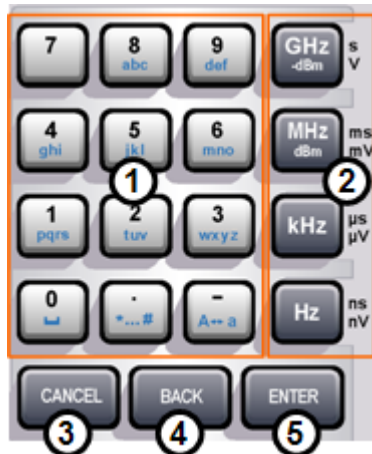 7 8 9 GHz s
abc def -dBm V
4 5 6 MHz ms
ghi jkl mno dBm mV
1 2
1 2 3 kHz µs
pqrs tuv wxyz µV
0 . – Hz ns
␣ *...# A↔a nV
CANCEL BACK ENTER
3 4 5